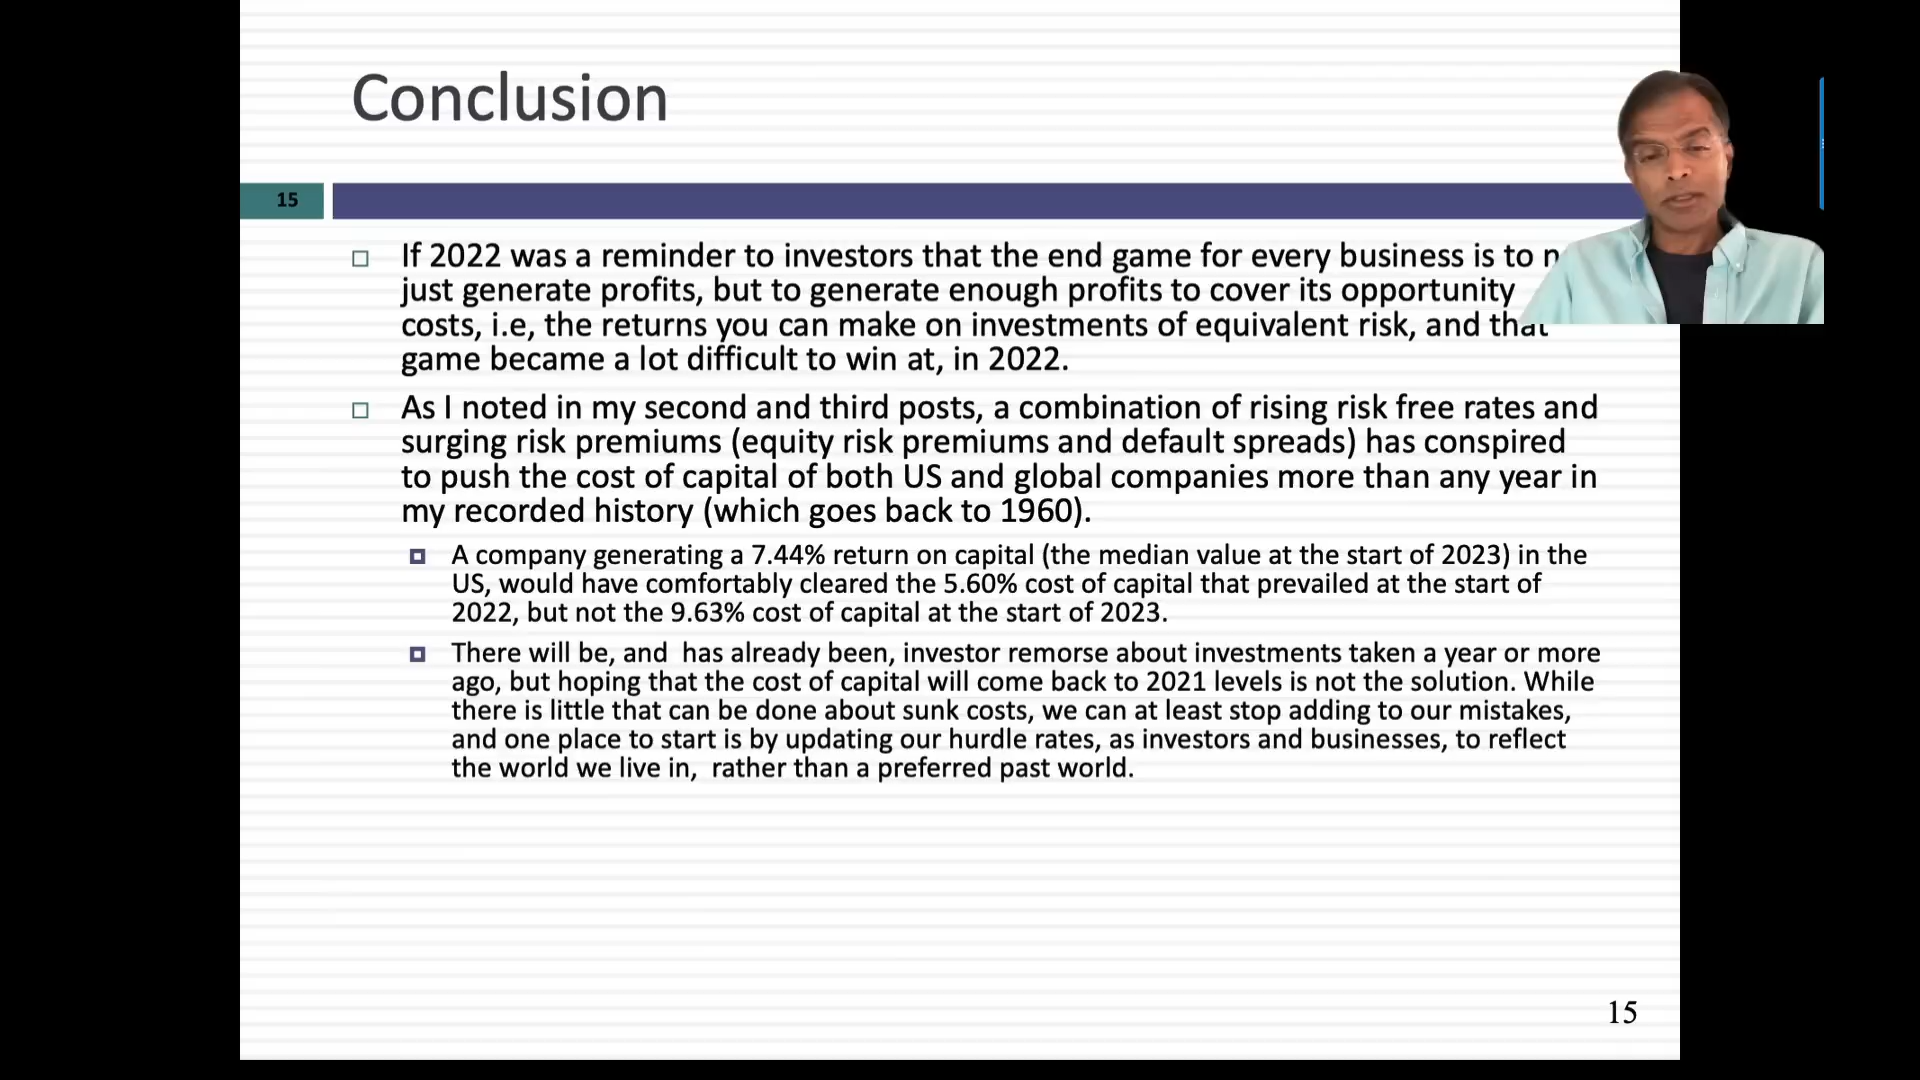 Conclusion
15
If 2022 was a reminder to investors that the end game for every business is to
just generate profits, but to generate enough profits to cover its opportunity
costs, i.e, the returns you can make on investments of equivalent risk, and that
game became a lot difficult to win at, in 2022.
As I noted in my second and third posts, a combination of rising risk free rates and
surging risk premiums (equity risk premiums and default spreads) has conspired
to push the cost of capital of both US and global companies more than any year in
my recorded history (which goes back to 1960).
A company generating a 7.44% return on capital (the median value at the start of 2023) in the
US, would have comfortably cleared the 5.60% cost of capital that prevailed at the start of
2022, but not the 9.63% cost of capital at the start of 2023.
There will be, and  has already been, investor remorse about investments taken a year or more
ago, but hoping that the cost of capital will come back to 2021 levels is not the solution. While
there is little that can be done about sunk costs, we can at least stop adding to our mistakes,
and one place to start is by updating our hurdle rates, as investors and businesses, to reflect
the world we live in,  rather than a preferred past world.
15